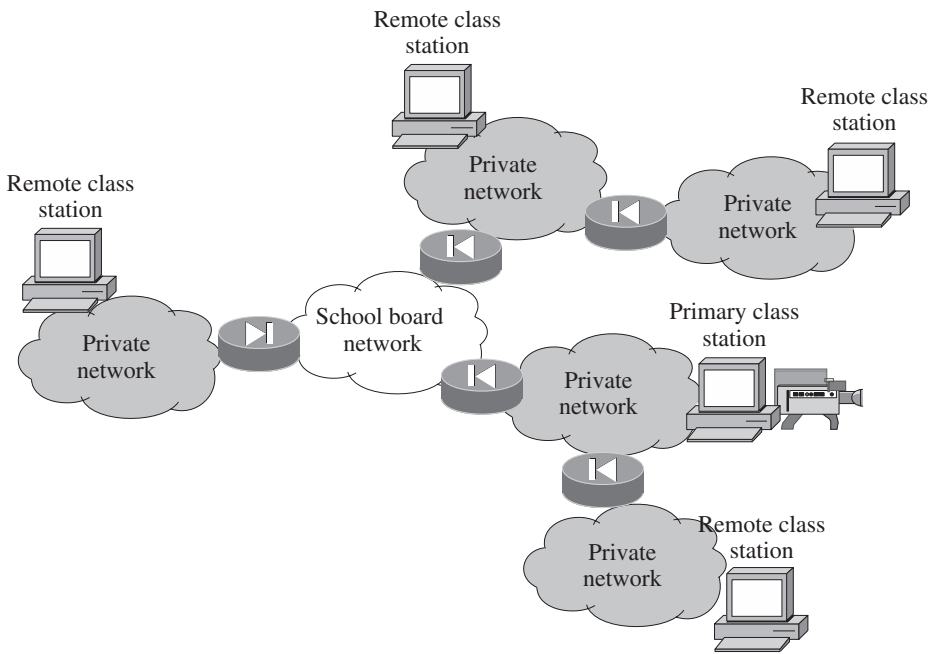 Remote class
station
Remote class
station
Private
network
Remote class
station
Private
network
School board
network
Primary class
station
Private
network
Private
network
Remote class
station
Private
network